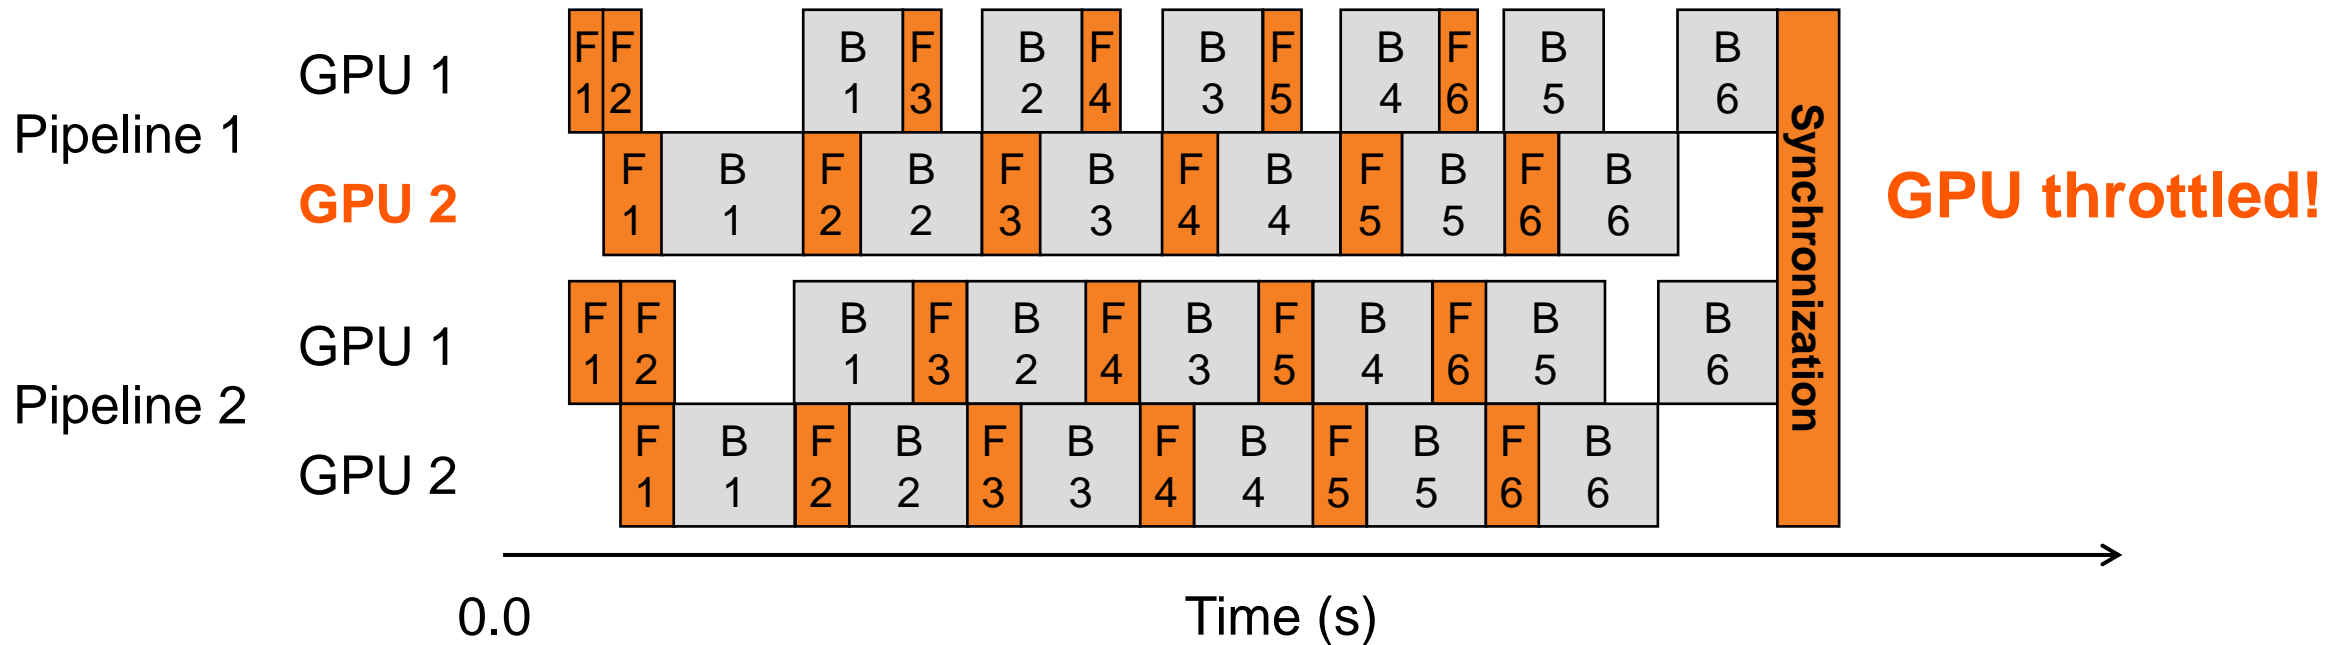 Pipeline 1
GPU 1
F 1
F 2
B 1
F 3
B 2
F 4
B 3
F 5
B 4
F 6
B 5
B 6
GPU 2
F 1
B 1
F 2
B 2
F 3
B 3
F 4
B 4
F 5
B 5
F 6
B 6
Synchronization
GPU throttled!
Pipeline 2
GPU 1
F 1
F 2
B 1
F 3
B 2
F 4
B 3
F 5
B 4
F 6
B 5
B 6
GPU 2
F 1
B 1
F 2
B 2
F 3
B 3
F 4
B 4
F 5
B 5
F 6
B 6
0.0
Time (s)